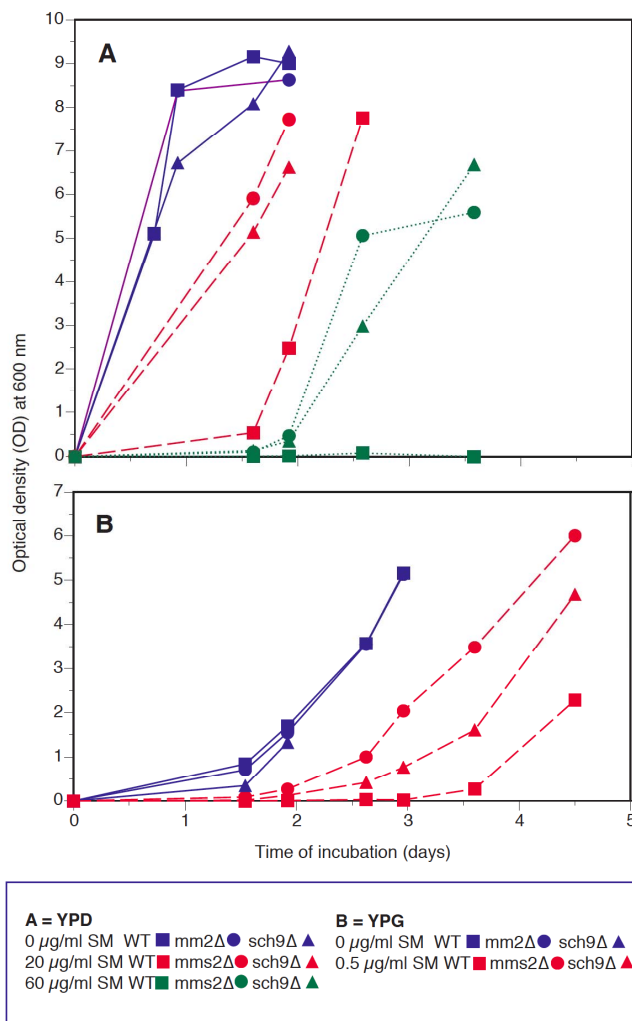 10
A
9
8
7
6
5
4
3
2
1
0
Optical density (OD) at 600 nm
7
B
6
5
4
3
2
1
0
0 1 2 3 4 5
Time of incubation (days)
A = YPD
0 µg/ml SM WT mm2Δ sch9Δ
20 µg/ml SM WT mms2Δ sch9Δ
60 µg/ml SM WT mms2Δ sch9Δ
B = YPG
0 µg/ml SM WT mm2Δ sch9Δ
0.5 µg/ml SM WT mms2Δ sch9Δ